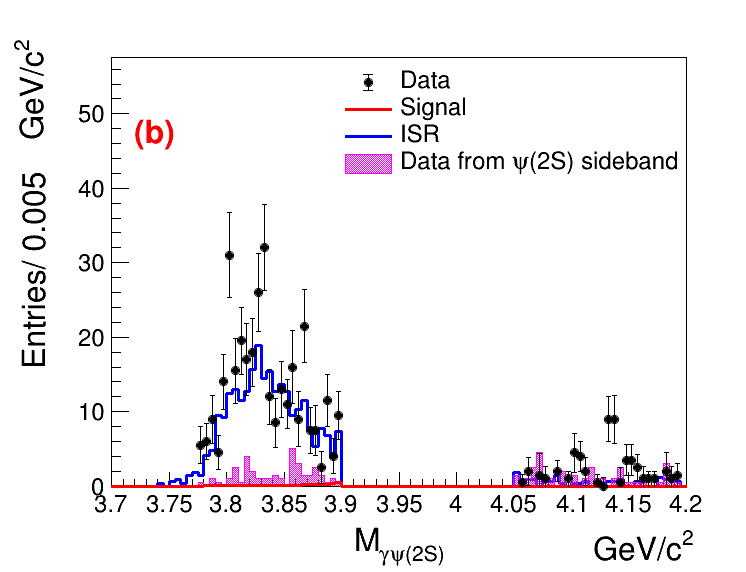 Entries/ 0.005 GeV/c²
(b)
Data
Signal
ISR
Data from ψ(2S) sideband
50
40
30
20
10
0
3.7 3.75 3.8 3.85 3.9 3.95 4 4.05 4.1 4.15 4.2
M_γψ(2S)
GeV/c²